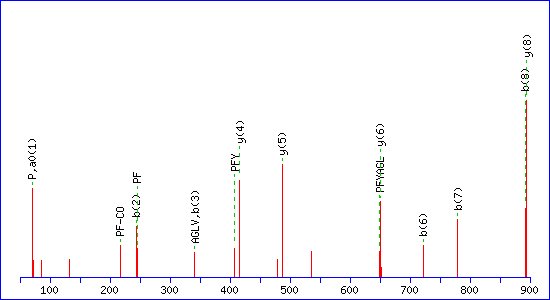 P,a0(1)
PF-CO
b(2)-PF
AGLV,b(3)
PFY
y(4)
y(5)
PFYAGL-y(6)
b(6)
b(7)
b(8)
y(8)
100 200 300 400 500 600 700 800 900